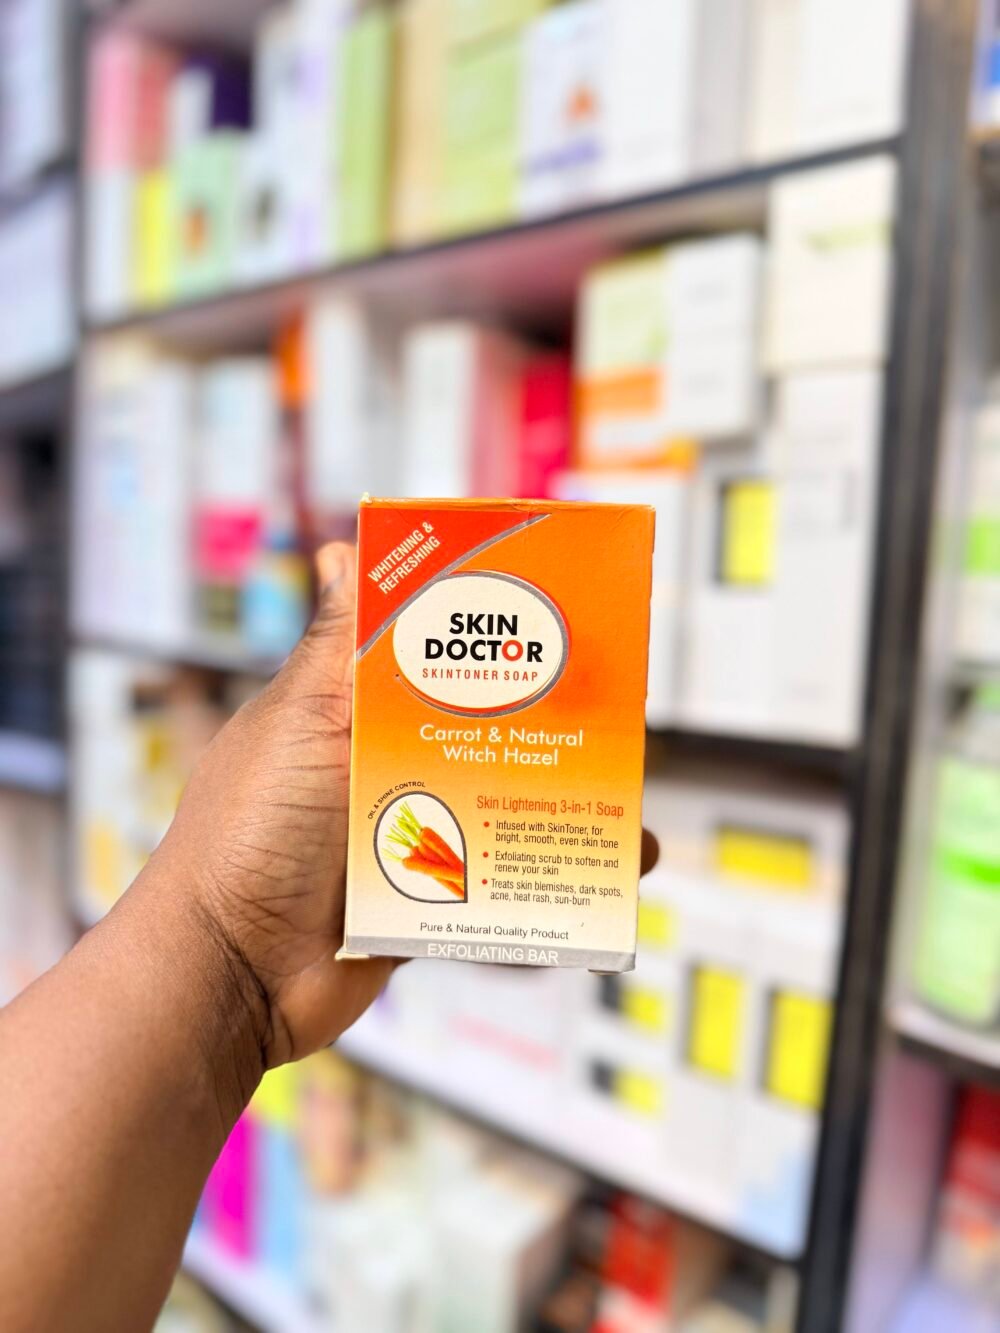 WHITENING &
REFRESHING
SKIN
DOCTOR
SKINTONER SOAP
Carrot & Natural
Witch Hazel
OIL & SHINE CONTROL
Skin Lightening 3-in-1 Soap
• Infused with SkinToner, for
bright, smooth, even skin tone
• Exfoliating scrub to soften and
renew your skin
• Treats skin blemishes, dark spots,
acne, heat rash, sun-burn
Pure & Natural Quality Product
EXFOLIATING BAR